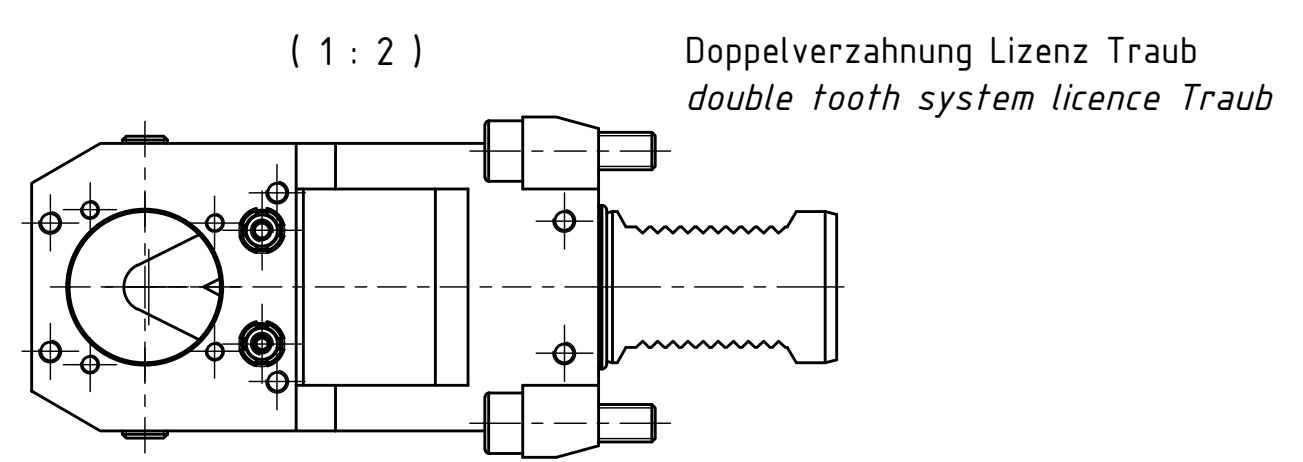 ( 1 : 2 )
Doppelverzahnung Lizenz Traub
double tooth system licence Traub